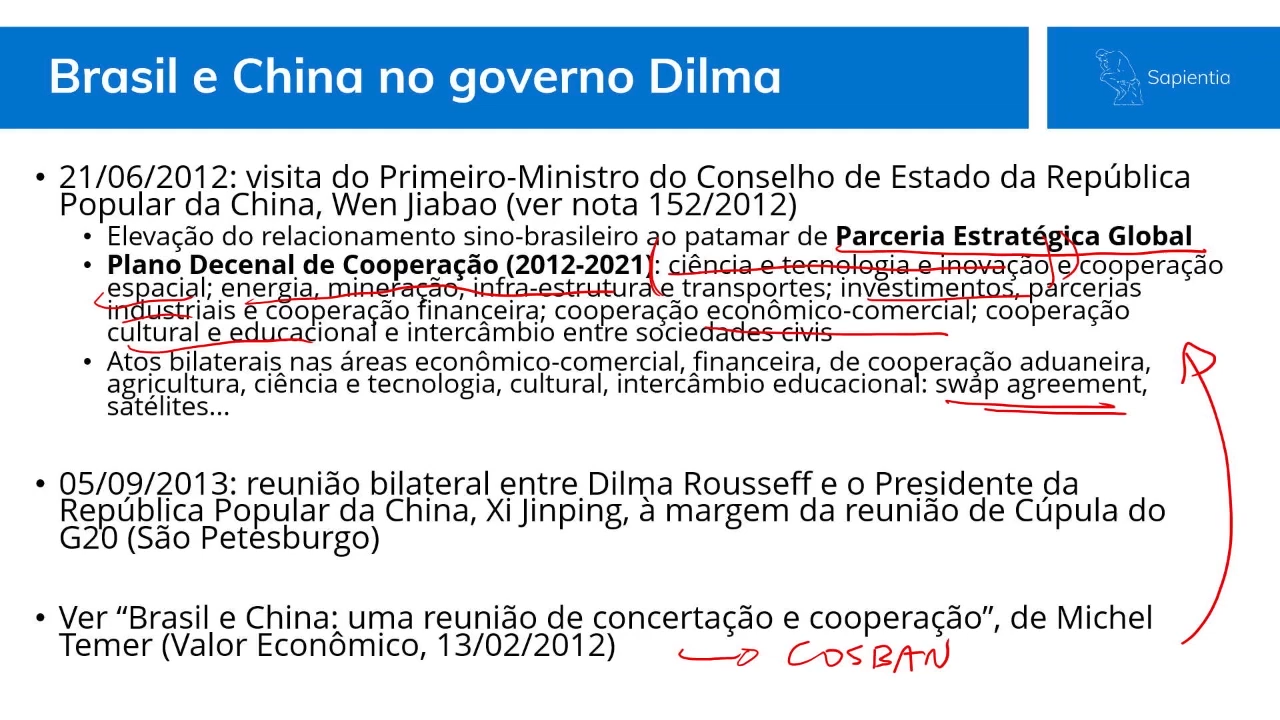 Brasil e China no governo Dilma
Sapientia
• 21/06/2012: visita do Primeiro-Ministro do Conselho de Estado da República
Popular da China, Wen Jiabao (ver nota 152/2012)
• Elevação do relacionamento sino-brasileiro ao patamar de Parceria Estratégica Global
• Plano Decenal de Cooperação (2012-2021): ciência e tecnologia e inovação e cooperação
espacial; energia, mineração, infra-estrutura e transportes; investimentos, parcerias
industriais e cooperação financeira; cooperação econômico-comercial; cooperação
cultural e educacional e intercâmbio entre sociedades civis
• Atos bilaterais nas áreas econômico-comercial, financeira, de cooperação aduaneira,
agricultura, ciência e tecnologia, cultural, intercâmbio educacional: swap agreement,
satélites...
• 05/09/2013: reunião bilateral entre Dilma Rousseff e o Presidente da
República Popular da China, Xi Jinping, à margem da reunião de Cúpula do
G20 (São Petesburgo)
• Ver “Brasil e China: uma reunião de concertação e cooperação”, de Michel
Temer (Valor Econômico, 13/02/2012)
COSBAN